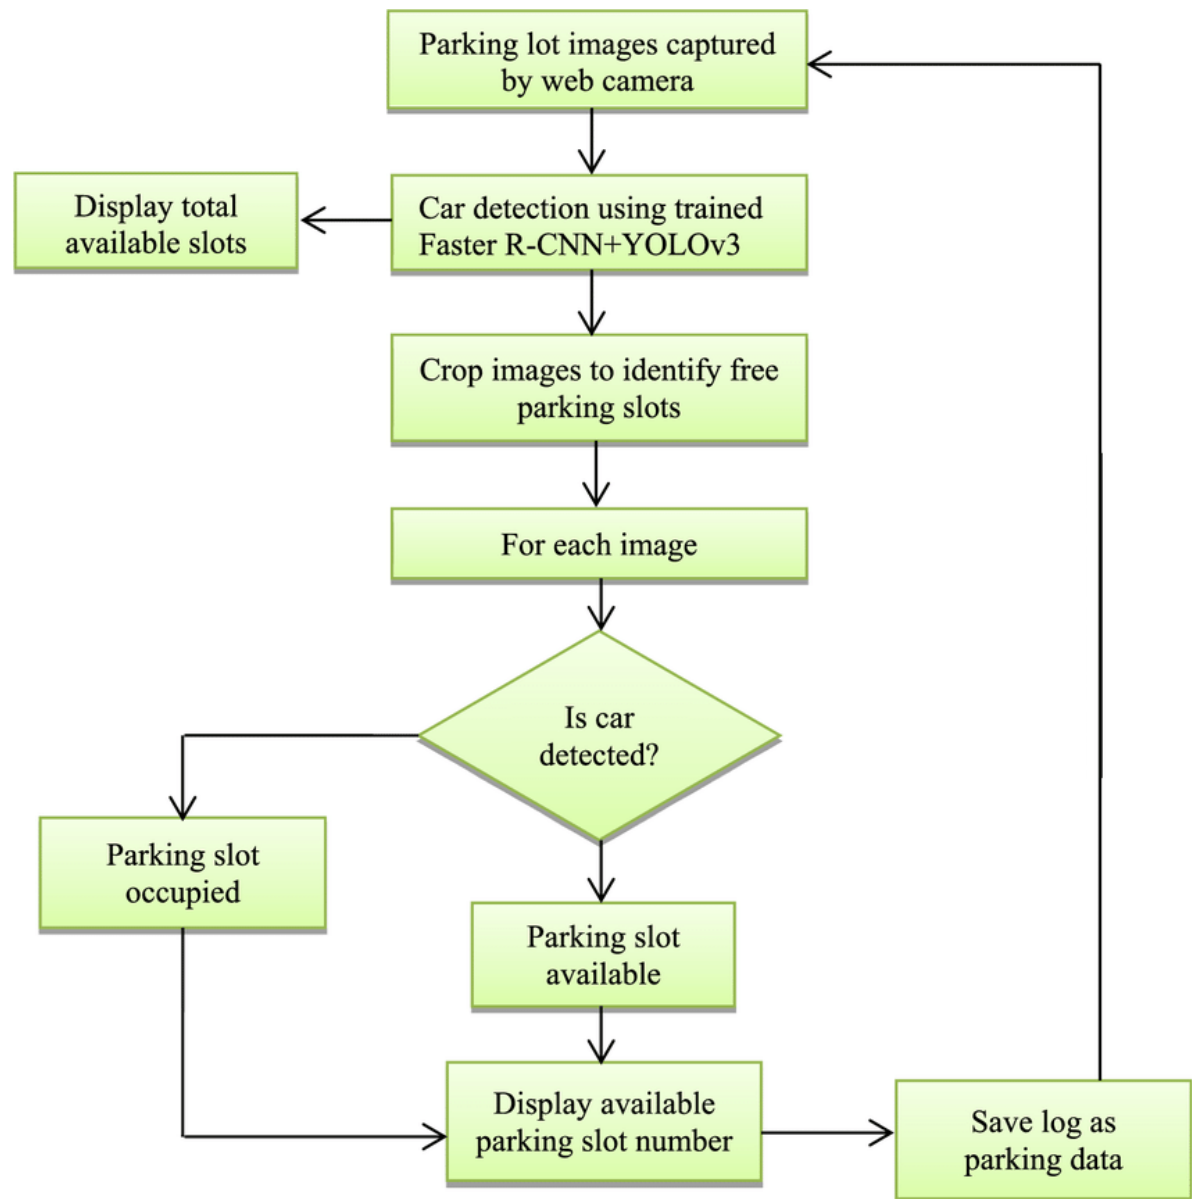 Parking lot images captured
by web camera
Display total
available slots
Car detection using trained
Faster R-CNN+YOLOv3
Crop images to identify free
parking slots
For each image
Is car
detected?
Parking slot
occupied
Parking slot
available
Display available
parking slot number
Save log as
parking data